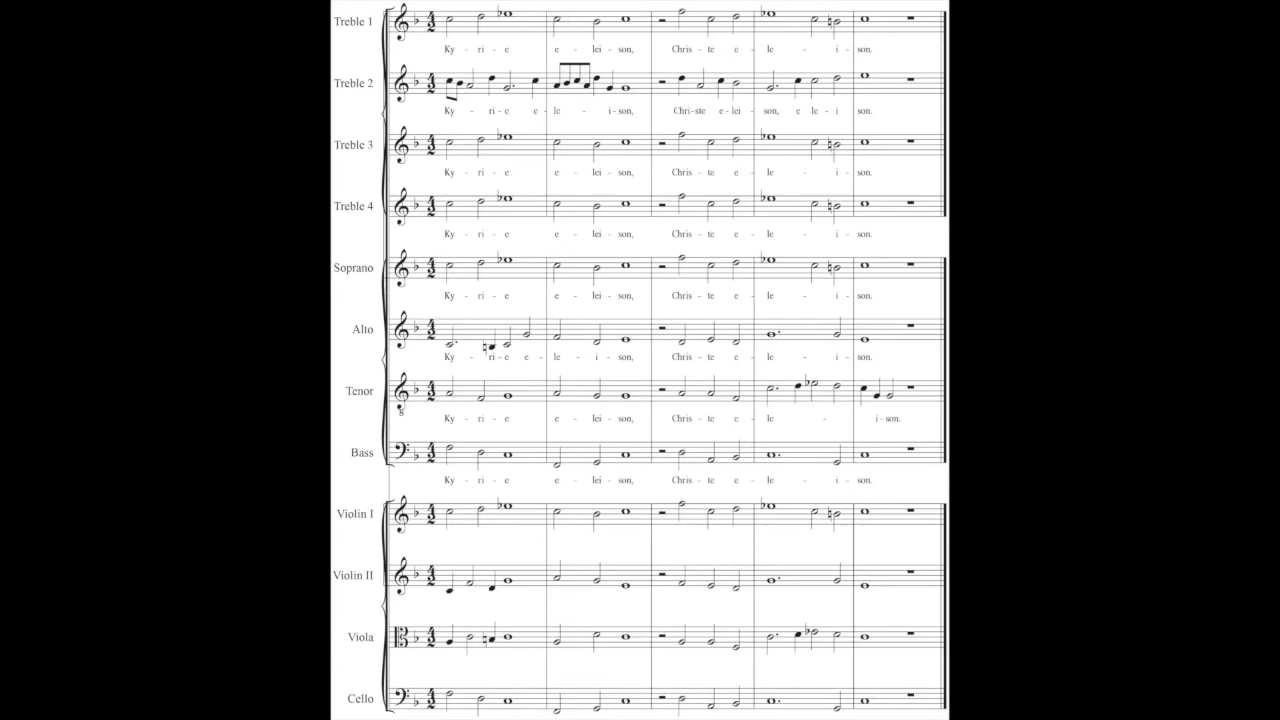 Treble 1
Ky - ri - e e - lei - son, Chris - te e - le - i - son.
Treble 2
Ky - ri - e e - le - i - son, Chri - ste e - lei - son, e le - i son.
Treble 3
Ky - ri - e e - lei - son, Chris - te e - le - i - son.
Treble 4
Ky - ri - e e - lei - son, Chris - te e - le - i - son.
Soprano
Ky - ri - e e - lei - son, Chris - te e - le - i - son.
Alto
Ky - ri - e e - le - i - son, Chris - te e - le - i - son.
Tenor
8
Ky - ri - e e - lei - son, Chris - te e - le - i - son.
Bass
Ky - ri - e e - lei - son, Chris - te e - le - i - son.
Violin I
Violin II
Viola
Cello